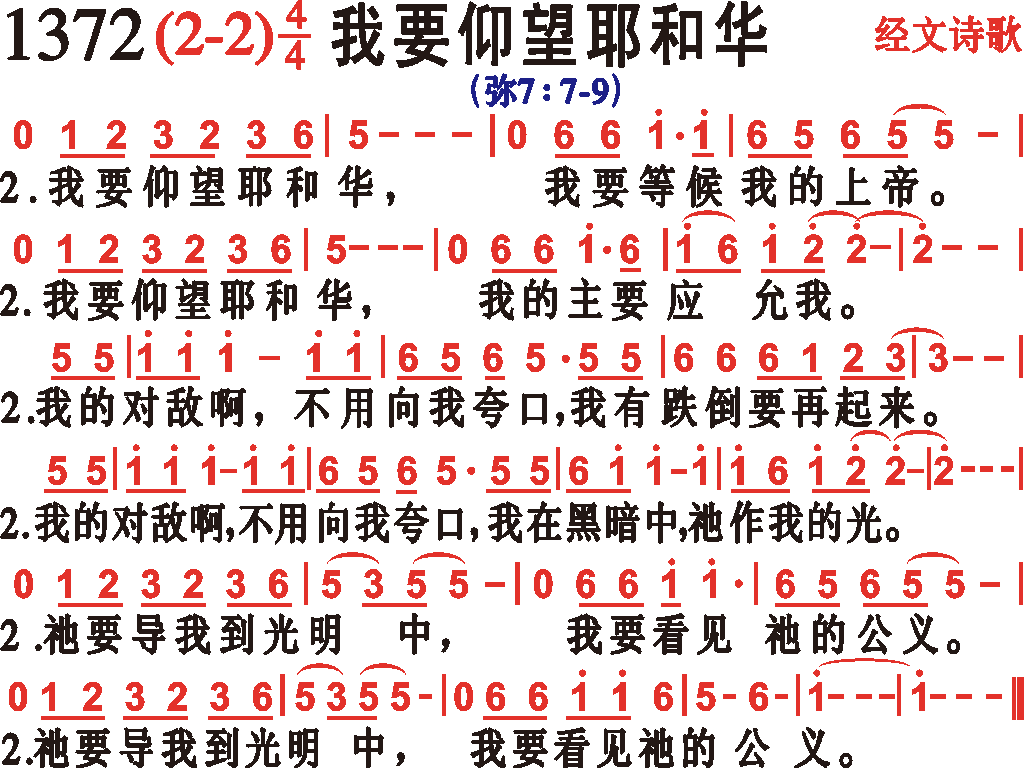 1372 (2-2) 4/4 我要仰望耶和华 经文诗歌
(弥7:7-9)
0 1 2 3 2 3 6 | 5 - - - | 0 6 6 i · i | 6 5 6 5 5 - |
2.我要仰望耶和华, 我要等候我的上帝。
0 1 2 3 2 3 6 | 5 - - - | 0 6 6 i · 6 | i 6 i 2̇ 2̇ - | 2̇ - - |
2.我要仰望耶和华, 我的主要应 允我。
5 5 | i i i - i i | 6 5 6 5 · 5 5 | 6 6 6 1 2 3 | 3 - - |
2.我的对敌啊, 不用向我夸口,我有跌倒要再起来。
5 5 | i i i - i i | 6 5 6 5 · 5 5 | 6 i i - i | i 6 i 2̇ 2̇ - | 2̇ - - - |
2.我的对敌啊,不用向我夸口,我在黑暗中,祂作我的光。
0 1 2 3 2 3 6 | 5 3 5 5 - | 0 6 6 i i · | 6 5 6 5 5 - |
2.祂要导我到光明 中, 我要看见 祂的公义。
0 1 2 3 2 3 6 | 5 3 5 5 - | 0 6 6 i i 6 | 5 - 6 - | i - - - | i - - - ||
2.祂要导我到光明 中, 我要看见祂的 公 义。